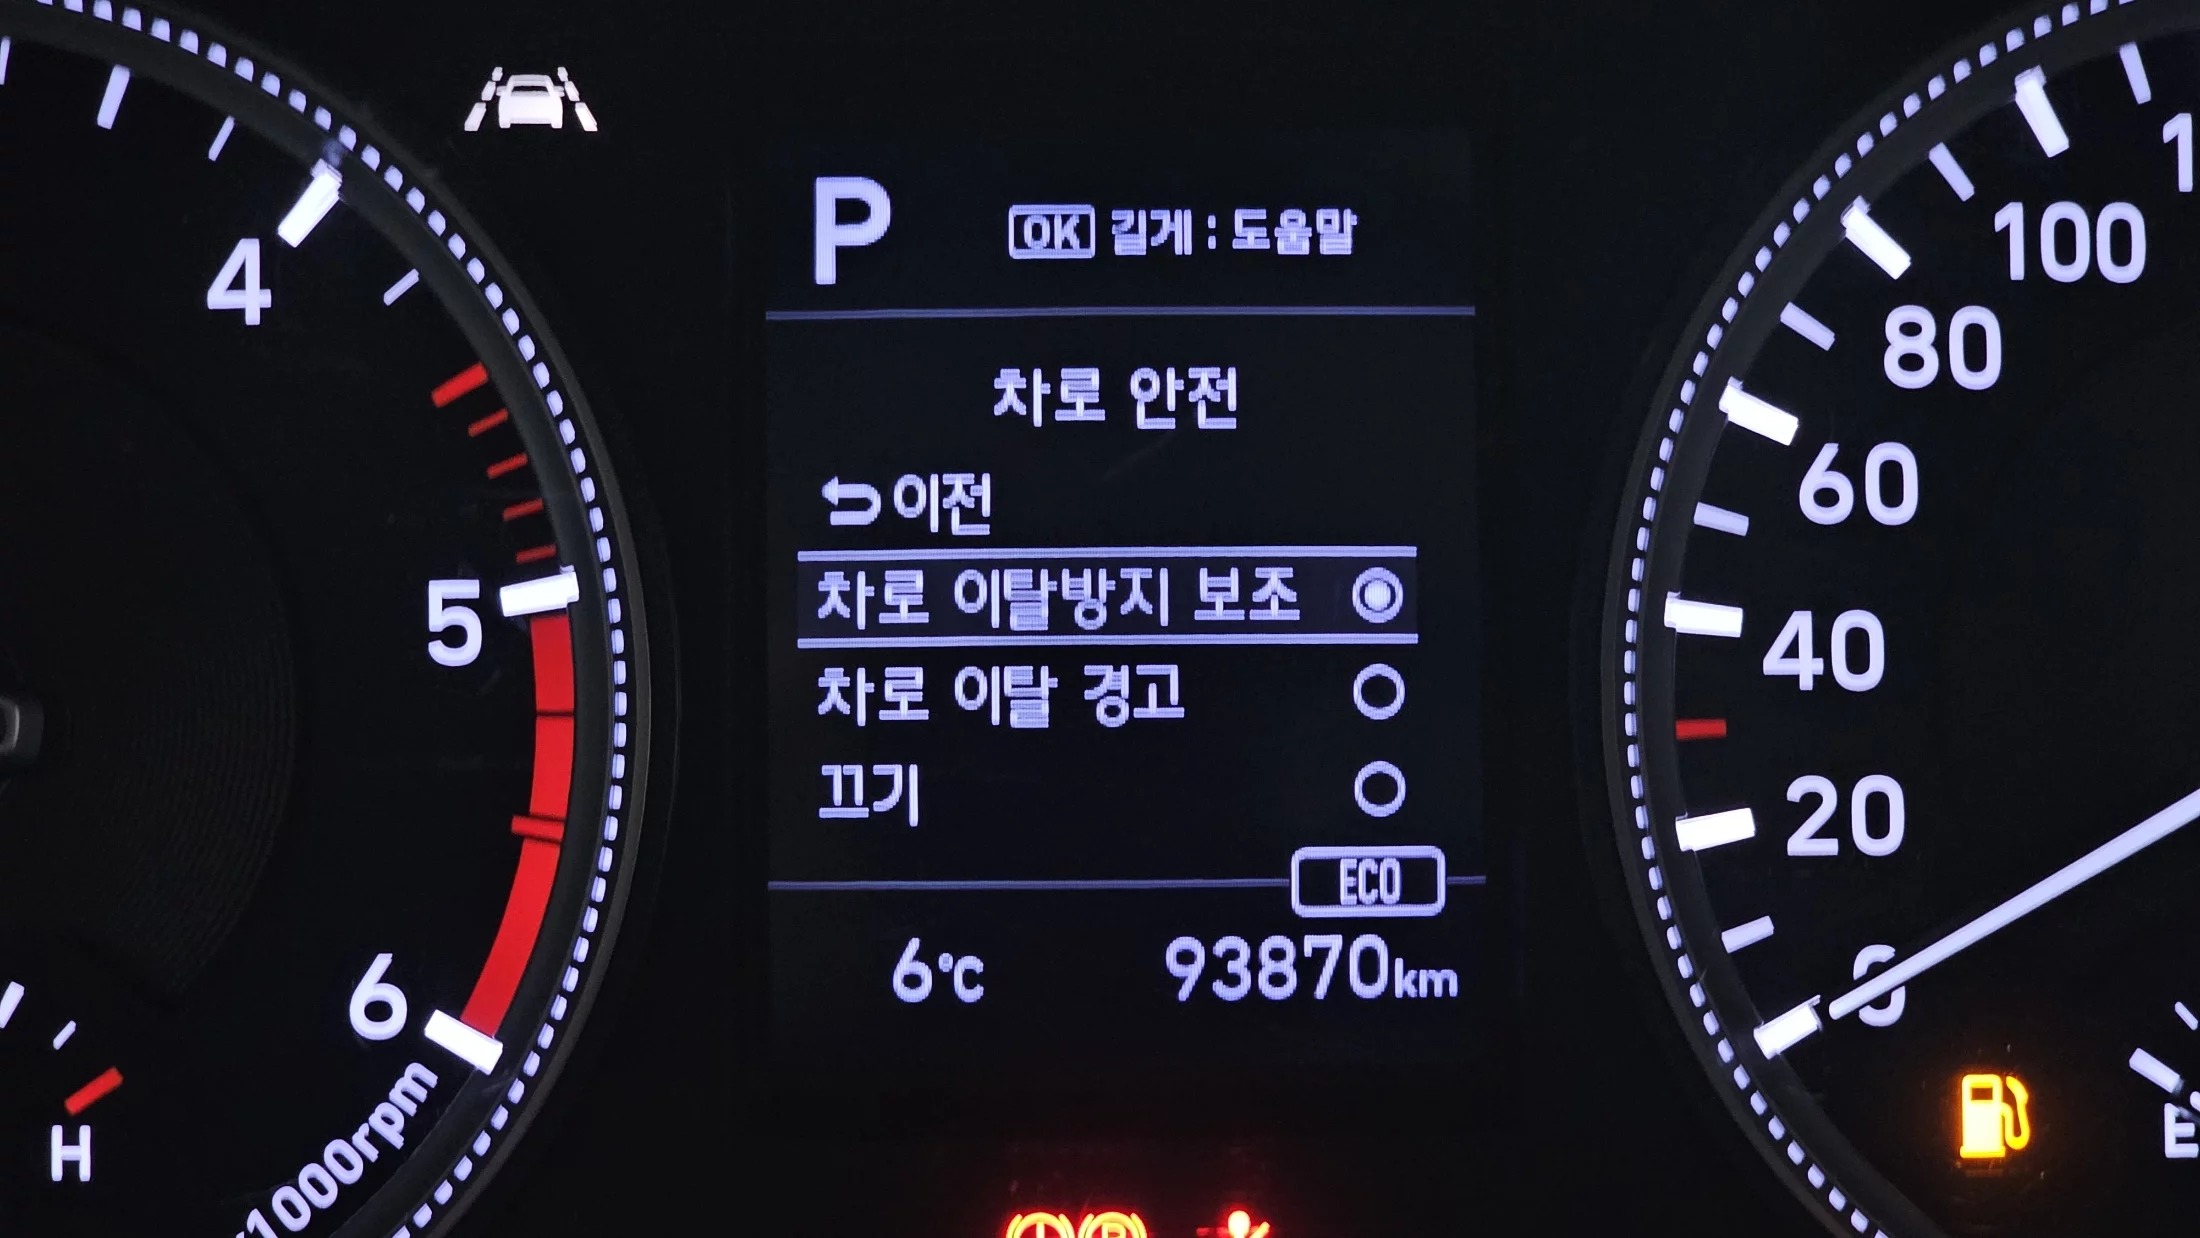 P
OK 길게 : 도움말
차로 안전
이전
차로 이탈방지 보조
차로 이탈 경고
끄기
ECO
6°C 93870km
4
5
6
1000rpm
H
100
80
60
40
20
0
E